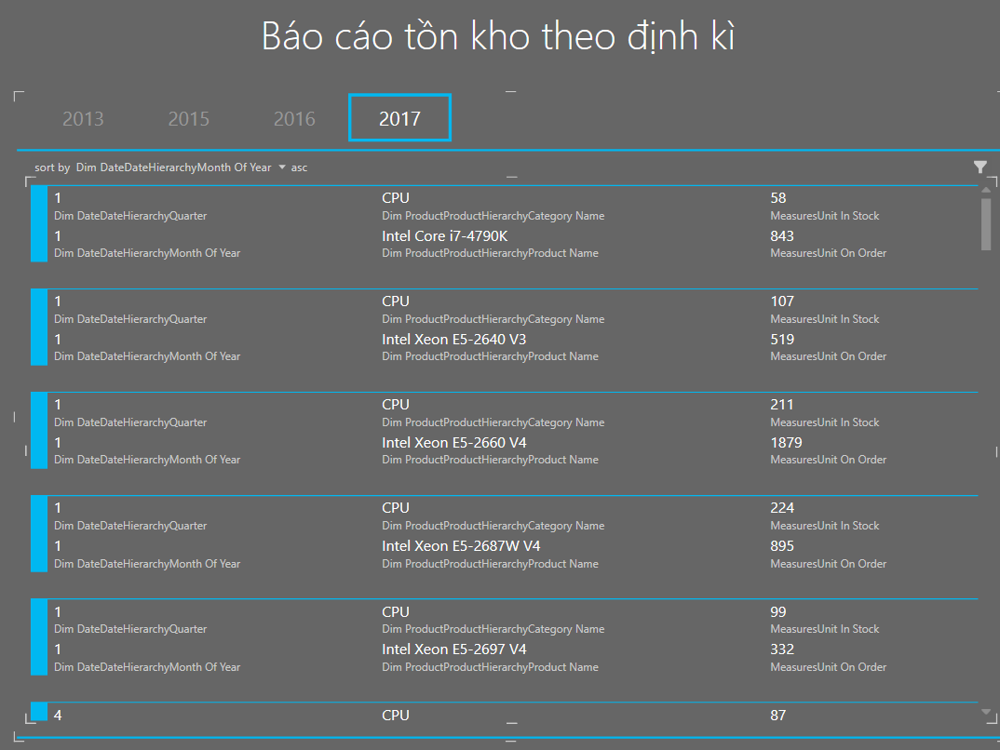 Báo cáo tồn kho theo định kì
2013 2015 2016 2017
sort by Dim DateDateHierarchyMonth Of Year asc
1 CPU 58
Dim DateDateHierarchyQuarter Dim ProductProductHierarchyCategory Name MeasuresUnit In Stock
1 Intel Core i7-4790K 843
Dim DateDateHierarchyMonth Of Year Dim ProductProductHierarchyProduct Name MeasuresUnit On Order
1 CPU 107
Dim DateDateHierarchyQuarter Dim ProductProductHierarchyCategory Name MeasuresUnit In Stock
1 Intel Xeon E5-2640 V3 519
Dim DateDateHierarchyMonth Of Year Dim ProductProductHierarchyProduct Name MeasuresUnit On Order
1 CPU 211
Dim DateDateHierarchyQuarter Dim ProductProductHierarchyCategory Name MeasuresUnit In Stock
1 Intel Xeon E5-2660 V4 1879
Dim DateDateHierarchyMonth Of Year Dim ProductProductHierarchyProduct Name MeasuresUnit On Order
1 CPU 224
Dim DateDateHierarchyQuarter Dim ProductProductHierarchyCategory Name MeasuresUnit In Stock
1 Intel Xeon E5-2687W V4 895
Dim DateDateHierarchyMonth Of Year Dim ProductProductHierarchyProduct Name MeasuresUnit On Order
1 CPU 99
Dim DateDateHierarchyQuarter Dim ProductProductHierarchyCategory Name MeasuresUnit In Stock
1 Intel Xeon E5-2697 V4 332
Dim DateDateHierarchyMonth Of Year Dim ProductProductHierarchyProduct Name MeasuresUnit On Order
4 CPU 87